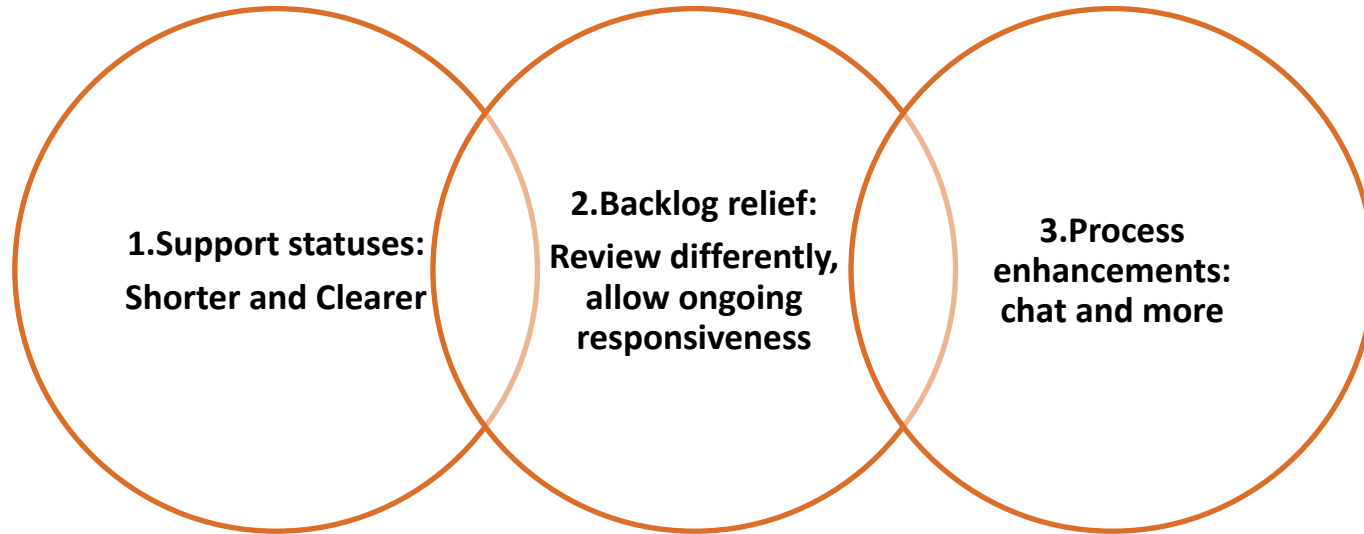 1.Support statuses:
Shorter and Clearer
2.Backlog relief:
Review differently,
allow ongoing
responsiveness
3.Process
enhancements:
chat and more